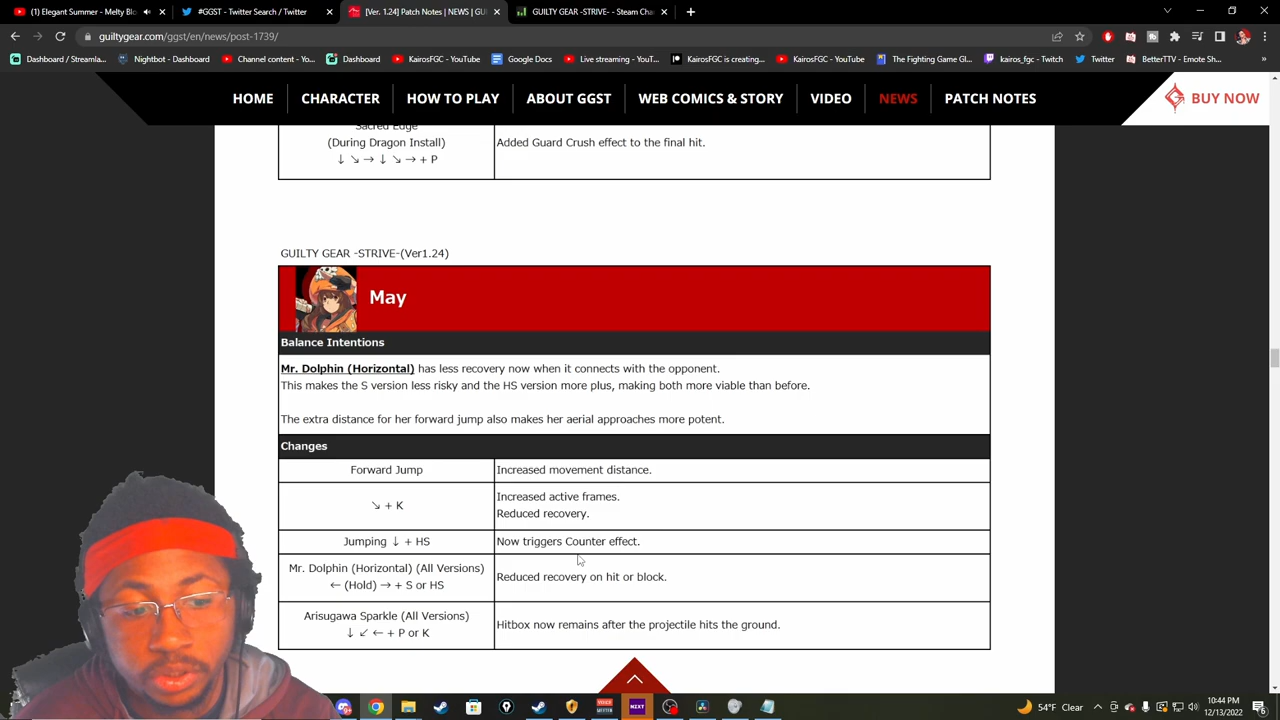 (1) Elegant Summer - Melty Blo
#GGST - Twitter Search / Twitter
[Ver. 1.24] Patch Notes | NEWS | GU
GUILTY GEAR -STRIVE- - Steam Cha
guiltygear.com/ggst/en/news/post-1739/
Dashboard / Streamla...
Nightbot - Dashboard
Channel content - Yo...
Dashboard
KairosFGC - YouTube
Google Docs
Live streaming - YouT...
KairosFGC is creatin...
KairosFGC - YouTube
The Fighting Game Gl...
kairos_fgc - Twitch
Twitter
BetterTTV - Emote Sh...
HOME
CHARACTER
HOW TO PLAY
ABOUT GGST
WEB COMICS & STORY
VIDEO
NEWS
PATCH NOTES
BUY NOW
Sacred Edge
(During Dragon Install)
↓ ↘ → ↓ ↘ → + P
Added Guard Crush effect to the final hit.
GUILTY GEAR -STRIVE-(Ver1.24)
May
Balance Intentions
Mr. Dolphin (Horizontal) has less recovery now when it connects with the opponent.
This makes the S version less risky and the HS version more plus, making both more viable than before.
The extra distance for her forward jump also makes her aerial approaches more potent.
Changes
Forward Jump
Increased movement distance.
↘ + K
Increased active frames.
Reduced recovery.
Jumping ↓ + HS
Now triggers Counter effect.
Mr. Dolphin (Horizontal) (All Versions)
← (Hold) → + S or HS
Reduced recovery on hit or block.
Arisugawa Sparkle (All Versions)
↓ ↙ ← + P or K
Hitbox now remains after the projectile hits the ground.
VOICE
MEETER
NZXT
54°F Clear
10:44 PM
12/13/2022